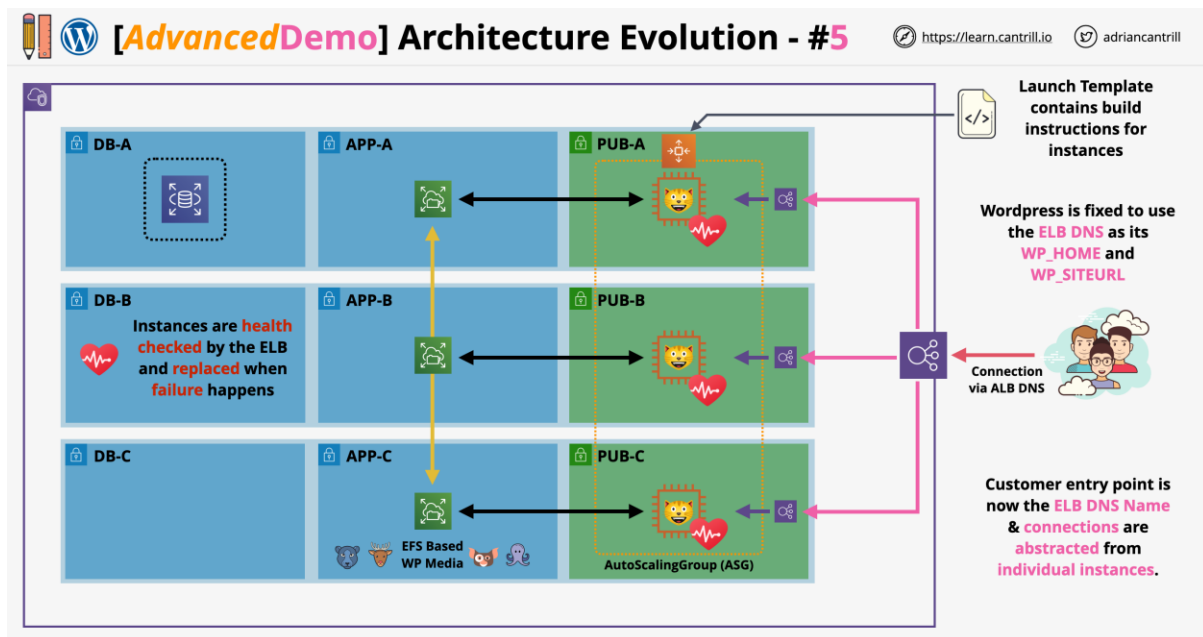 [AdvancedDemo] Architecture Evolution - #5
https://learn.cantrill.io
adriancantrill
Launch Template
contains build
instructions for
instances
</>
DB-A
APP-A
PUB-A
Wordpress is fixed to use
the ELB DNS as its
WP_HOME and
WP_SITEURL
DB-B
Instances are health
checked by the ELB
and replaced when
failure happens
APP-B
PUB-B
Connection
via ALB DNS
DB-C
APP-C
EFS Based
WP Media
PUB-C
AutoScalingGroup (ASG)
Customer entry point is
now the ELB DNS Name
& connections are
abstracted from
individual instances.